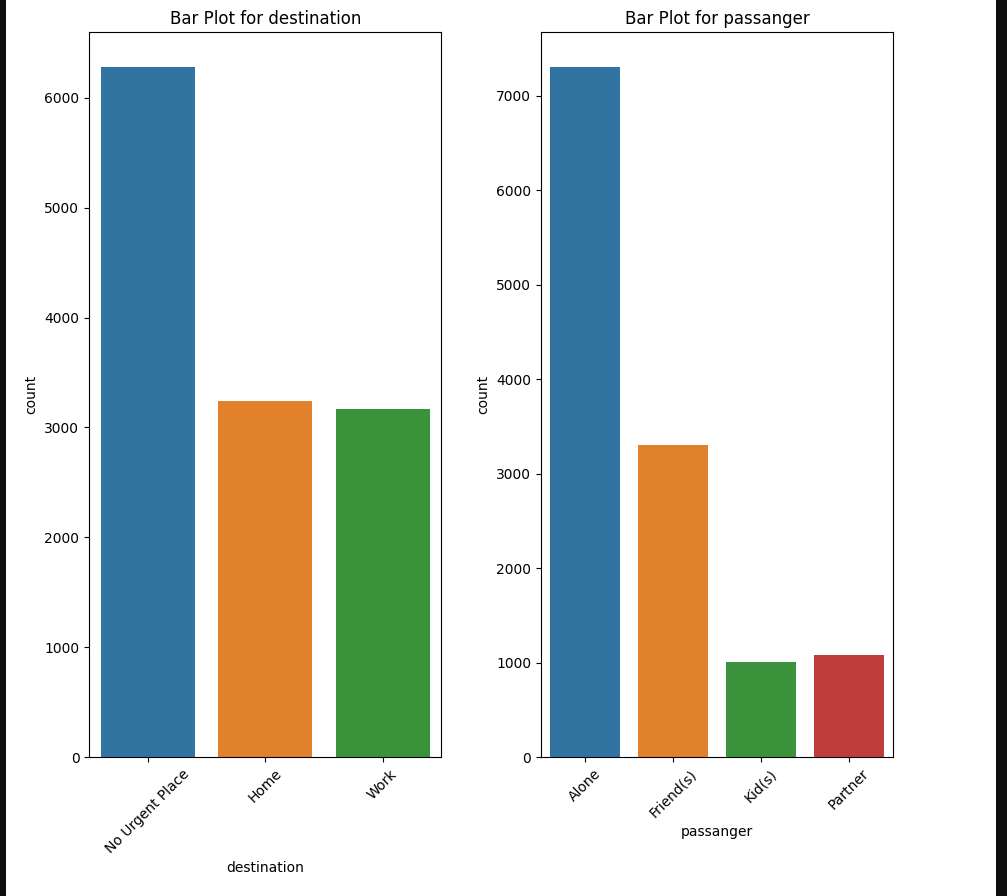 Bar Plot for destination
6000
5000
4000
3000
2000
1000
0
count
No Urgent Place
Home
Work
destination
Bar Plot for passanger
7000
6000
5000
4000
3000
2000
1000
0
count
Alone
Friend(s)
Kid(s)
Partner
passanger